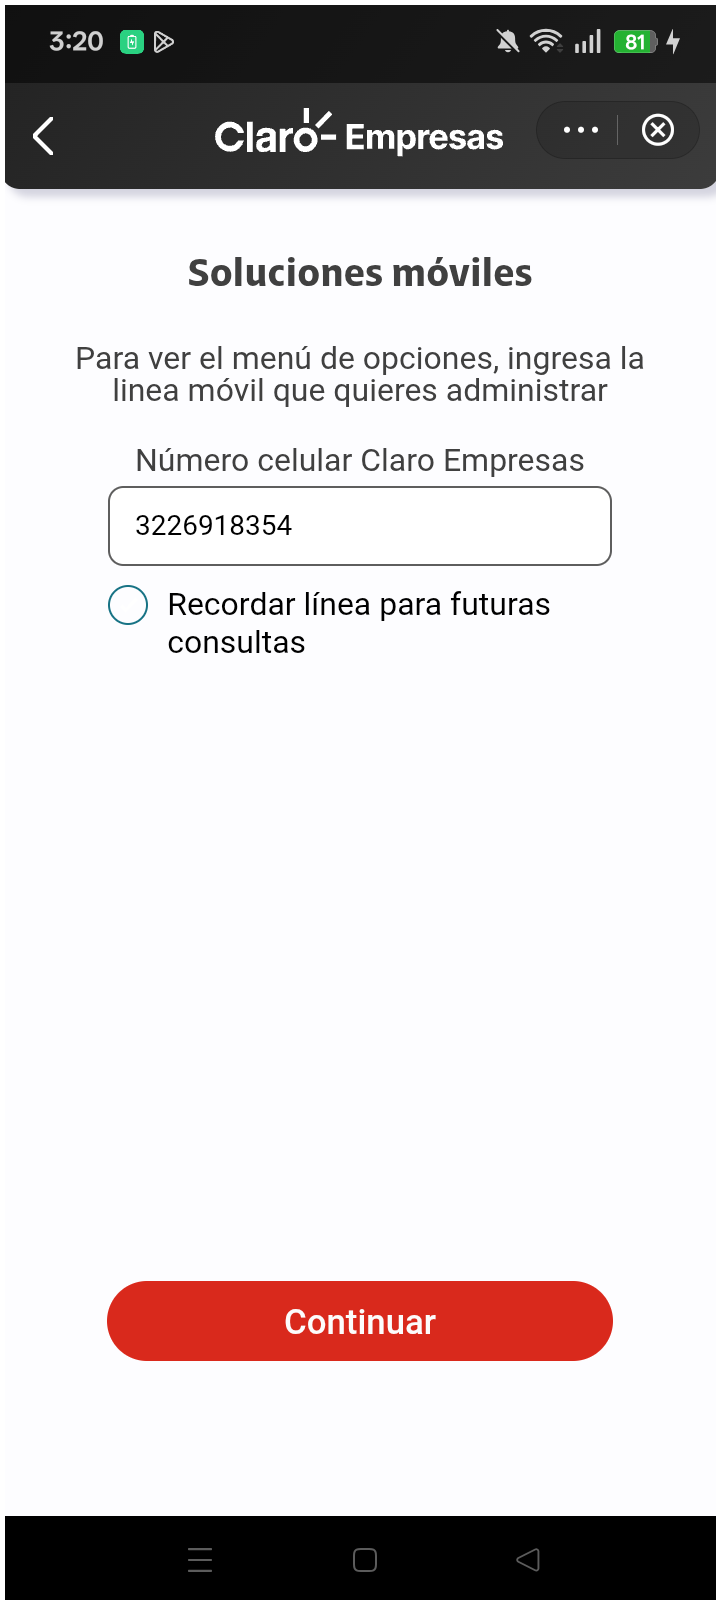 3:20
81
Claro Empresas
Soluciones móviles
Para ver el menú de opciones, ingresa la
linea móvil que quieres administrar
Número celular Claro Empresas
3226918354
Recordar línea para futuras
consultas
Continuar